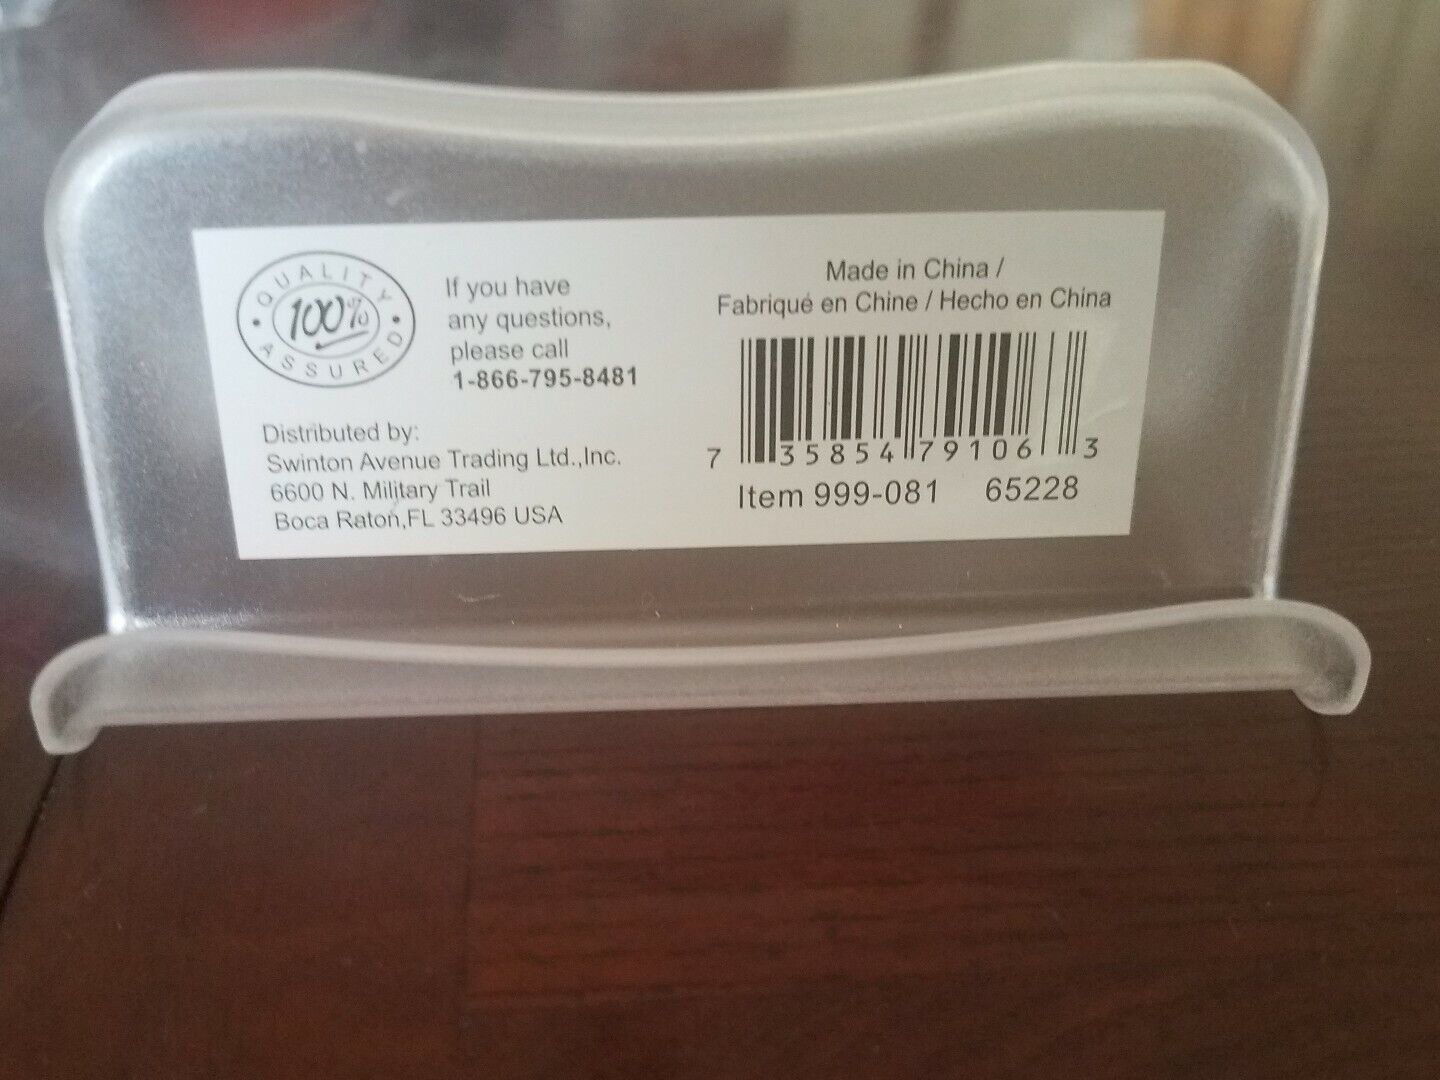 QUALITY
100%
ASSURED
If you have
any questions,
please call
1-866-795-8481
Distributed by:
Swinton Avenue Trading Ltd.,Inc.
6600 N. Military Trail
Boca Raton,FL 33496 USA
Made in China /
Fabriqué en Chine / Hecho en China
7 35854 79106 3
Item 999-081 65228